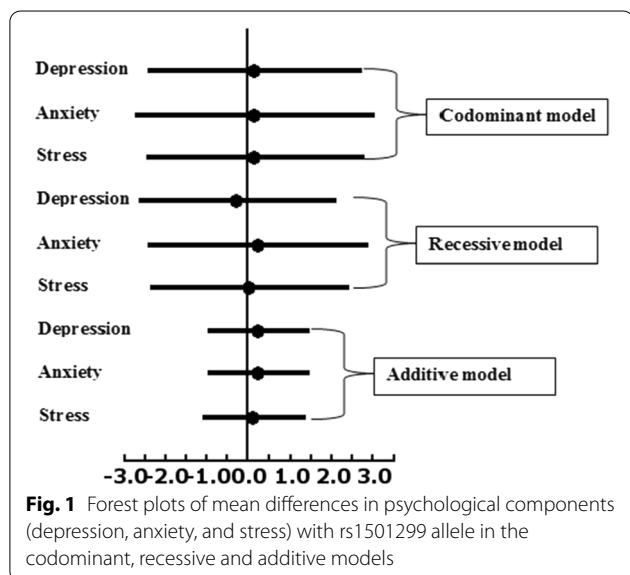 Depression
Anxiety
Codominant model
Stress
Depression
Anxiety
Recessive model
Stress
Depression
Anxiety
Additive model
Stress
-3.0-2.0-1.00.0 1.0 2.0 3.0
Fig. 1 Forest plots of mean differences in psychological components
(depression, anxiety, and stress) with rs1501299 allele in the
codominant, recessive and additive models